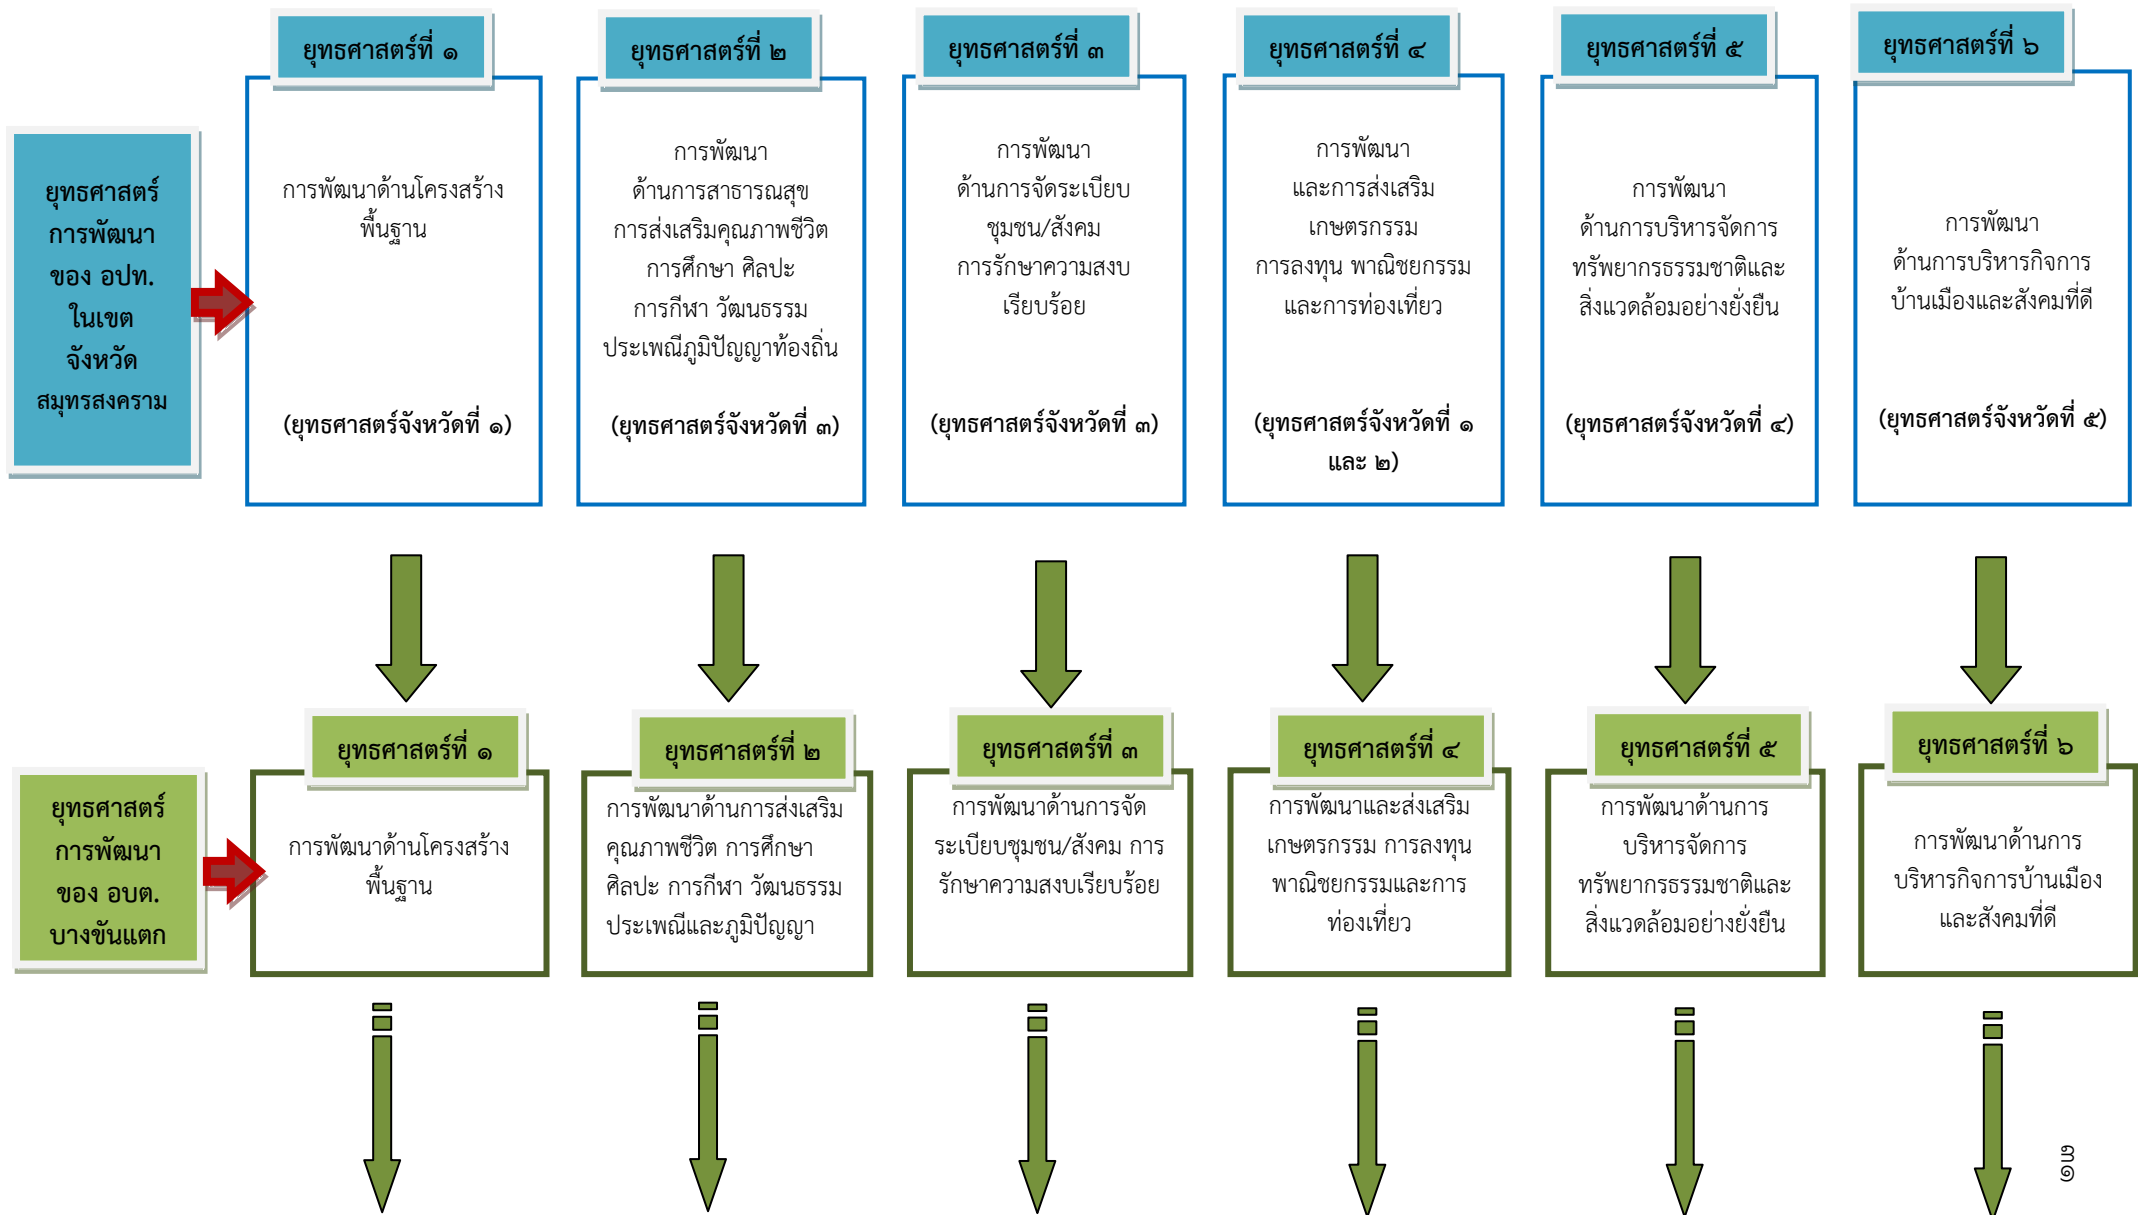 ยุทธศาสตร์
การพัฒนา
ของ อปท.
ในเขต
จังหวัด
สมุทรสงคราม
ยุทธศาสตร์ที่ ๑
การพัฒนาด้านโครงสร้าง
พื้นฐาน
(ยุทธศาสตร์จังหวัดที่ ๑)
ยุทธศาสตร์ที่ ๒
การพัฒนา
ด้านการสาธารณสุข
การส่งเสริมคุณภาพชีวิต
การศึกษา ศิลปะ
การกีฬา วัฒนธรรม
ประเพณีภูมิปัญญาท้องถิ่น
(ยุทธศาสตร์จังหวัดที่ ๓)
ยุทธศาสตร์ที่ ๓
การพัฒนา
ด้านการจัดระเบียบ
ชุมชน/สังคม
การรักษาความสงบ
เรียบร้อย
(ยุทธศาสตร์จังหวัดที่ ๓)
ยุทธศาสตร์ที่ ๔
การพัฒนา
และการส่งเสริม
เกษตรกรรม
การลงทุน พาณิชยกรรม
และการท่องเที่ยว
(ยุทธศาสตร์จังหวัดที่ ๑
และ ๒)
ยุทธศาสตร์ที่ ๕
การพัฒนา
ด้านการบริหารจัดการ
ทรัพยากรธรรมชาติและ
สิ่งแวดล้อมอย่างยั่งยืน
(ยุทธศาสตร์จังหวัดที่ ๔)
ยุทธศาสตร์ที่ ๖
การพัฒนา
ด้านการบริหารกิจการ
บ้านเมืองและสังคมที่ดี
(ยุทธศาสตร์จังหวัดที่ ๕)
ยุทธศาสตร์
การพัฒนา
ของ อบต.
บางขันแตก
ยุทธศาสตร์ที่ ๑
การพัฒนาด้านโครงสร้าง
พื้นฐาน
ยุทธศาสตร์ที่ ๒
การพัฒนาด้านการส่งเสริม
คุณภาพชีวิต การศึกษา
ศิลปะ การกีฬา วัฒนธรรม
ประเพณีและภูมิปัญญา
ยุทธศาสตร์ที่ ๓
การพัฒนาด้านการจัด
ระเบียบชุมชน/สังคม การ
รักษาความสงบเรียบร้อย
ยุทธศาสตร์ที่ ๔
การพัฒนาและส่งเสริม
เกษตรกรรม การลงทุน
พาณิชยกรรมและการ
ท่องเที่ยว
ยุทธศาสตร์ที่ ๕
การพัฒนาด้านการ
บริหารจัดการ
ทรัพยากรธรรมชาติและ
สิ่งแวดล้อมอย่างยั่งยืน
ยุทธศาสตร์ที่ ๖
การพัฒนาด้านการ
บริหารกิจการบ้านเมือง
และสังคมที่ดี
๓๑